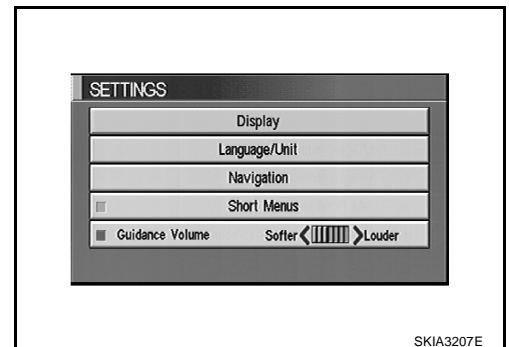 SETTINGS
Display
Language/Unit
Navigation
Short Menus
Guidance Volume Softer Louder
SKIA3207E